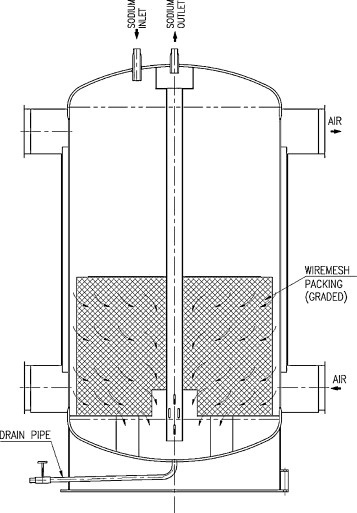 SODIUM
INLET
SODIUM
OUTLET
AIR
WIREMESH
PACKING
(GRADED)
AIR
DRAIN PIPE